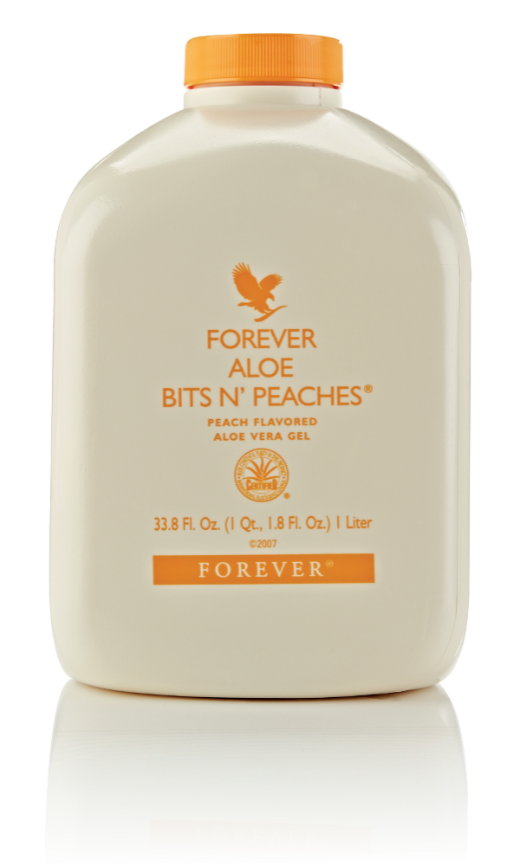 FOREVER
ALOE
BITS N' PEACHES®
PEACH FLAVORED
ALOE VERA GEL
CERTIFIED
®
33.8 Fl. Oz. (1 Qt., 1.8 Fl. Oz.) 1 Liter
©2007
FOREVER®